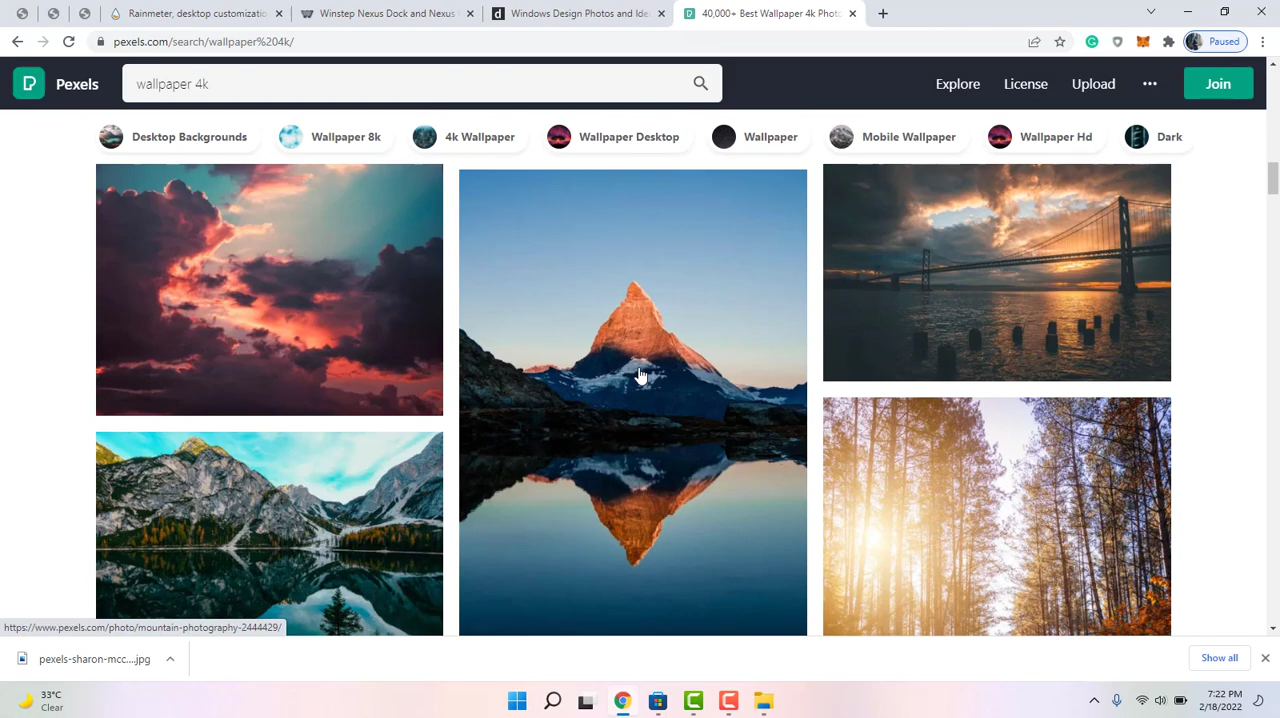 Rainmeter, desktop customizatio
Winstep Nexus Dock and Nexus
Windows Design Photos and Ide
40,000+ Best Wallpaper 4k Phot
pexels.com/search/wallpaper%204k/
Paused
Pexels
wallpaper 4k
Explore
License
Upload
Join
Desktop Backgrounds
Wallpaper 8k
4k Wallpaper
Wallpaper Desktop
Wallpaper
Mobile Wallpaper
Wallpaper Hd
Dark
https://www.pexels.com/photo/mountain-photography-2444429/
pexels-sharon-mcc....jpg
Show all
33°C
Clear
7:22 PM
2/18/2022